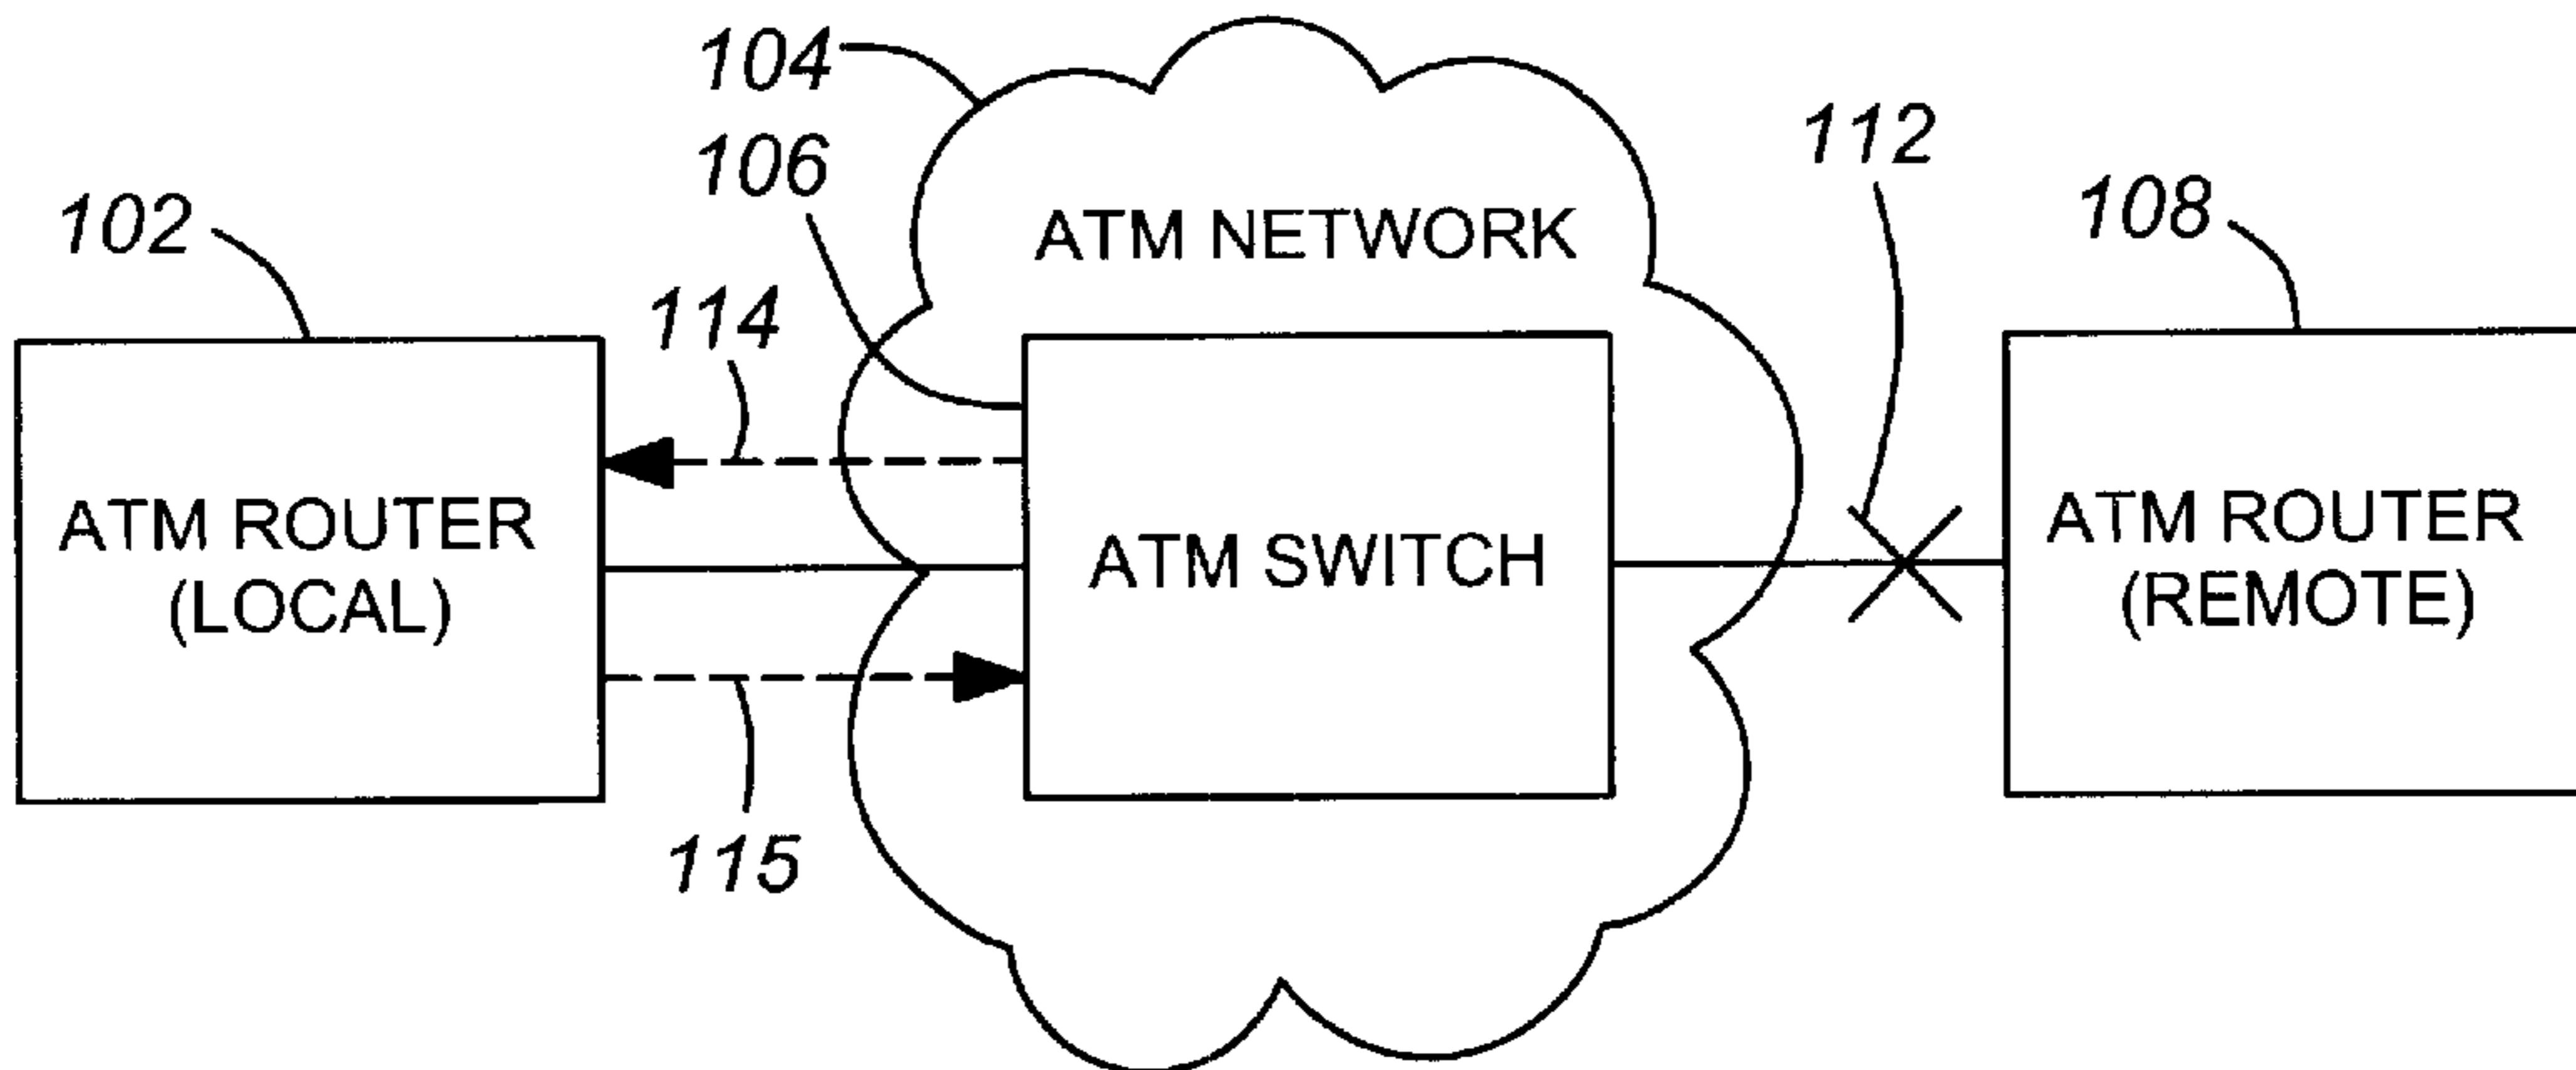 104
106
112
102
108
ATM NETWORK
114
ATM ROUTER
(LOCAL)
ATM SWITCH
ATM ROUTER
(REMOTE)
115